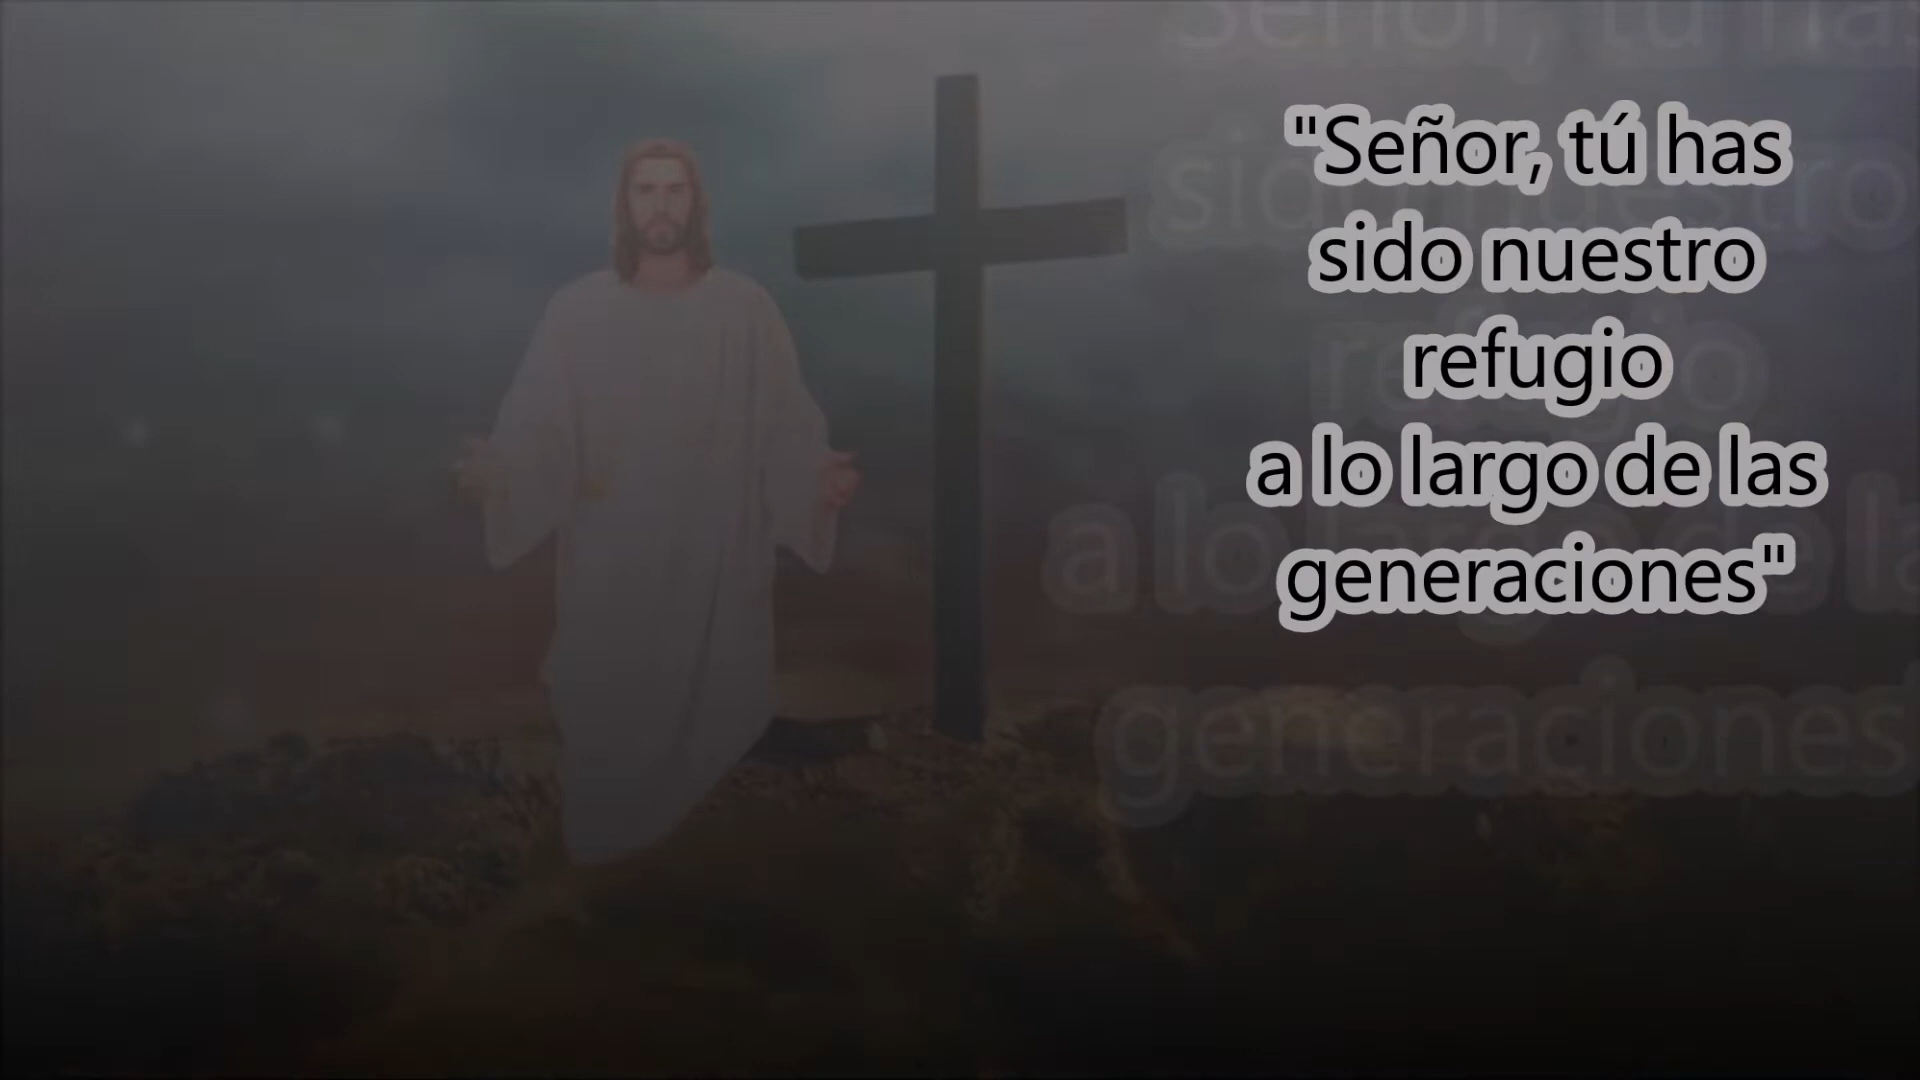 "Señor, tú has
sido nuestro
refugio
a lo largo de las
generaciones"